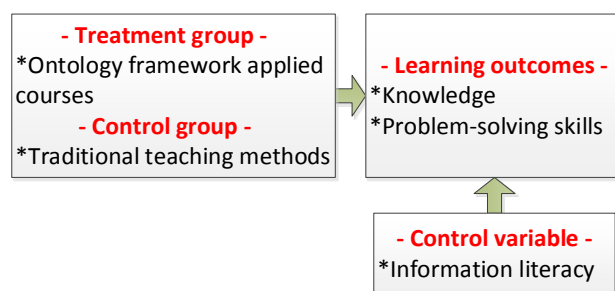 - Treatment group -
*Ontology framework applied
courses
- Control group -
*Traditional teaching methods
- Learning outcomes -
*Knowledge
*Problem-solving skills
- Control variable -
*Information literacy